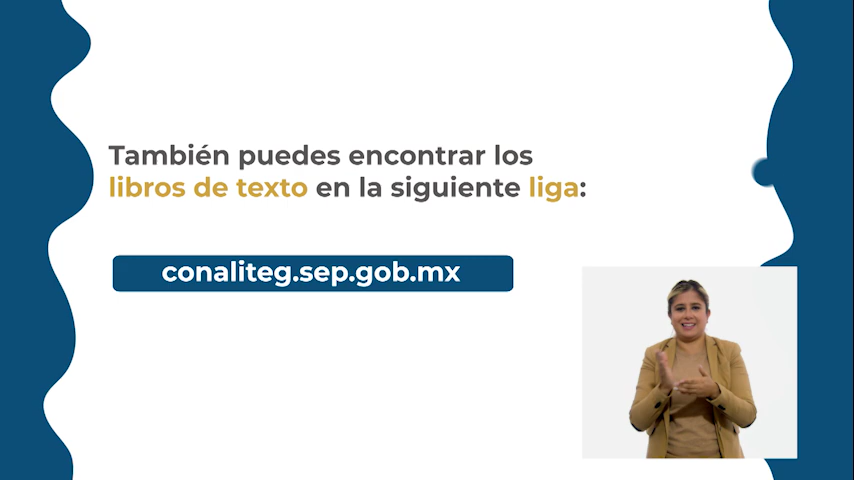 También puedes encontrar los
libros de texto en la siguiente liga:
conaliteg.sep.gob.mx